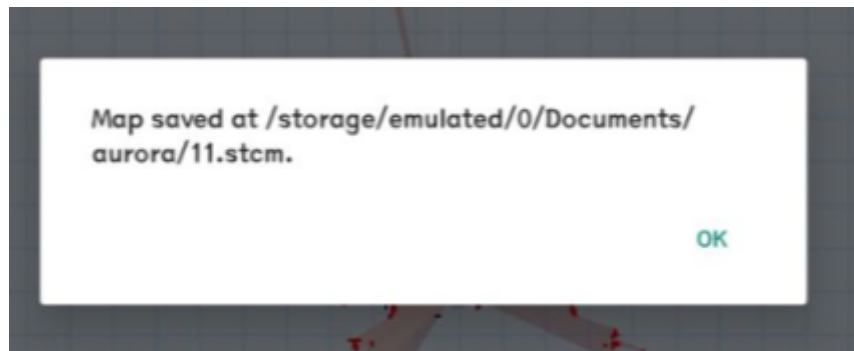 Map saved at /storage/emulated/0/Documents/
aurora/11.stcm.
OK